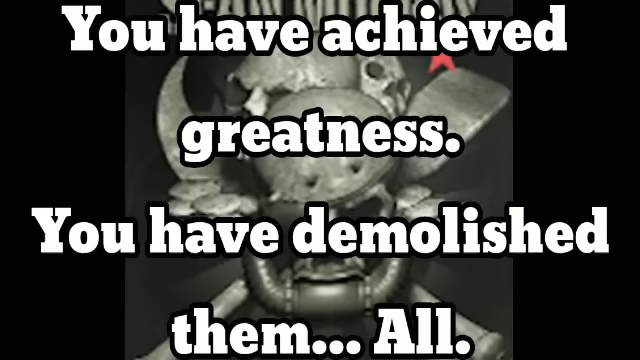 You have achieved
greatness.
You have demolished
them... All.